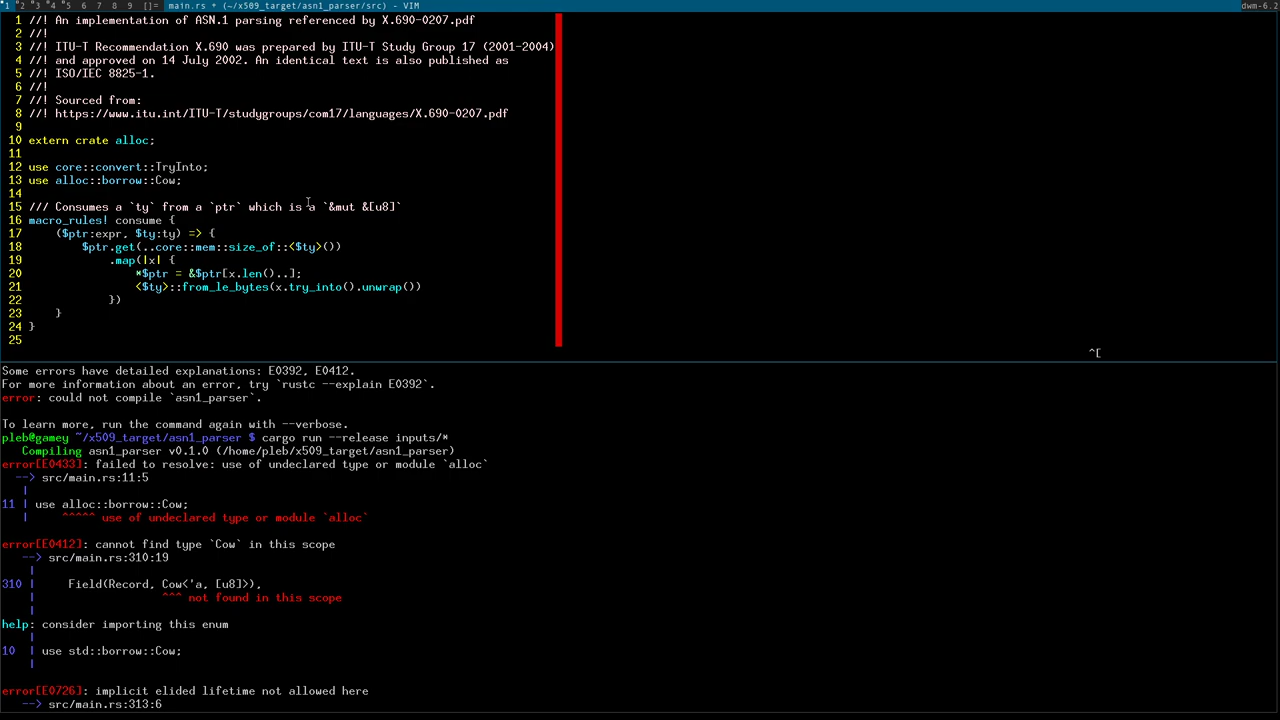 1 2 3 4 5 6 7 8 9 []= main.rs + (~/x509_target/asn1_parser/src) - VIM dwm-6.2
1 //! An implementation of ASN.1 parsing referenced by X.690-0207.pdf
2 //!
3 //! ITU-T Recommendation X.690 was prepared by ITU-T Study Group 17 (2001-2004)
4 //! and approved on 14 July 2002. An identical text is also published as
5 //! ISO/IEC 8825-1.
6 //!
7 //! Sourced from:
8 //! https://www.itu.int/ITU-T/studygroups/com17/languages/X.690-0207.pdf
9
10 extern crate alloc;
11
12 use core::convert::TryInto;
13 use alloc::borrow::Cow;
14
15 /// Consumes a `ty` from a `ptr` which is a `&mut &[u8]`
16 macro_rules! consume {
17     ($ptr:expr, $ty:ty) => {
18         $ptr.get(..core::mem::size_of::<$ty>())
19             .map(|x| {
20                 *$ptr = &$ptr[x.len()..];
21                 <$ty>::from_le_bytes(x.try_into().unwrap())
22             })
23     }
24 }
25
^[
Some errors have detailed explanations: E0392, E0412.
For more information about an error, try `rustc --explain E0392`.
error: could not compile `asn1_parser`.
To learn more, run the command again with --verbose.
pleb@gamey ~/x509_target/asn1_parser $ cargo run --release inputs/*
   Compiling asn1_parser v0.1.0 (/home/pleb/x509_target/asn1_parser)
error[E0433]: failed to resolve: use of undeclared type or module `alloc`
  --> src/main.rs:11:5
   |
11 | use alloc::borrow::Cow;
   |     ^^^^^ use of undeclared type or module `alloc`
error[E0412]: cannot find type `Cow` in this scope
  --> src/main.rs:310:19
    |
310 |     Field(Record, Cow<'a, [u8]>),
    |                   ^^^ not found in this scope
    |
help: consider importing this enum
    |
10  | use std::borrow::Cow;
    |
error[E0726]: implicit elided lifetime not allowed here
  --> src/main.rs:313:6